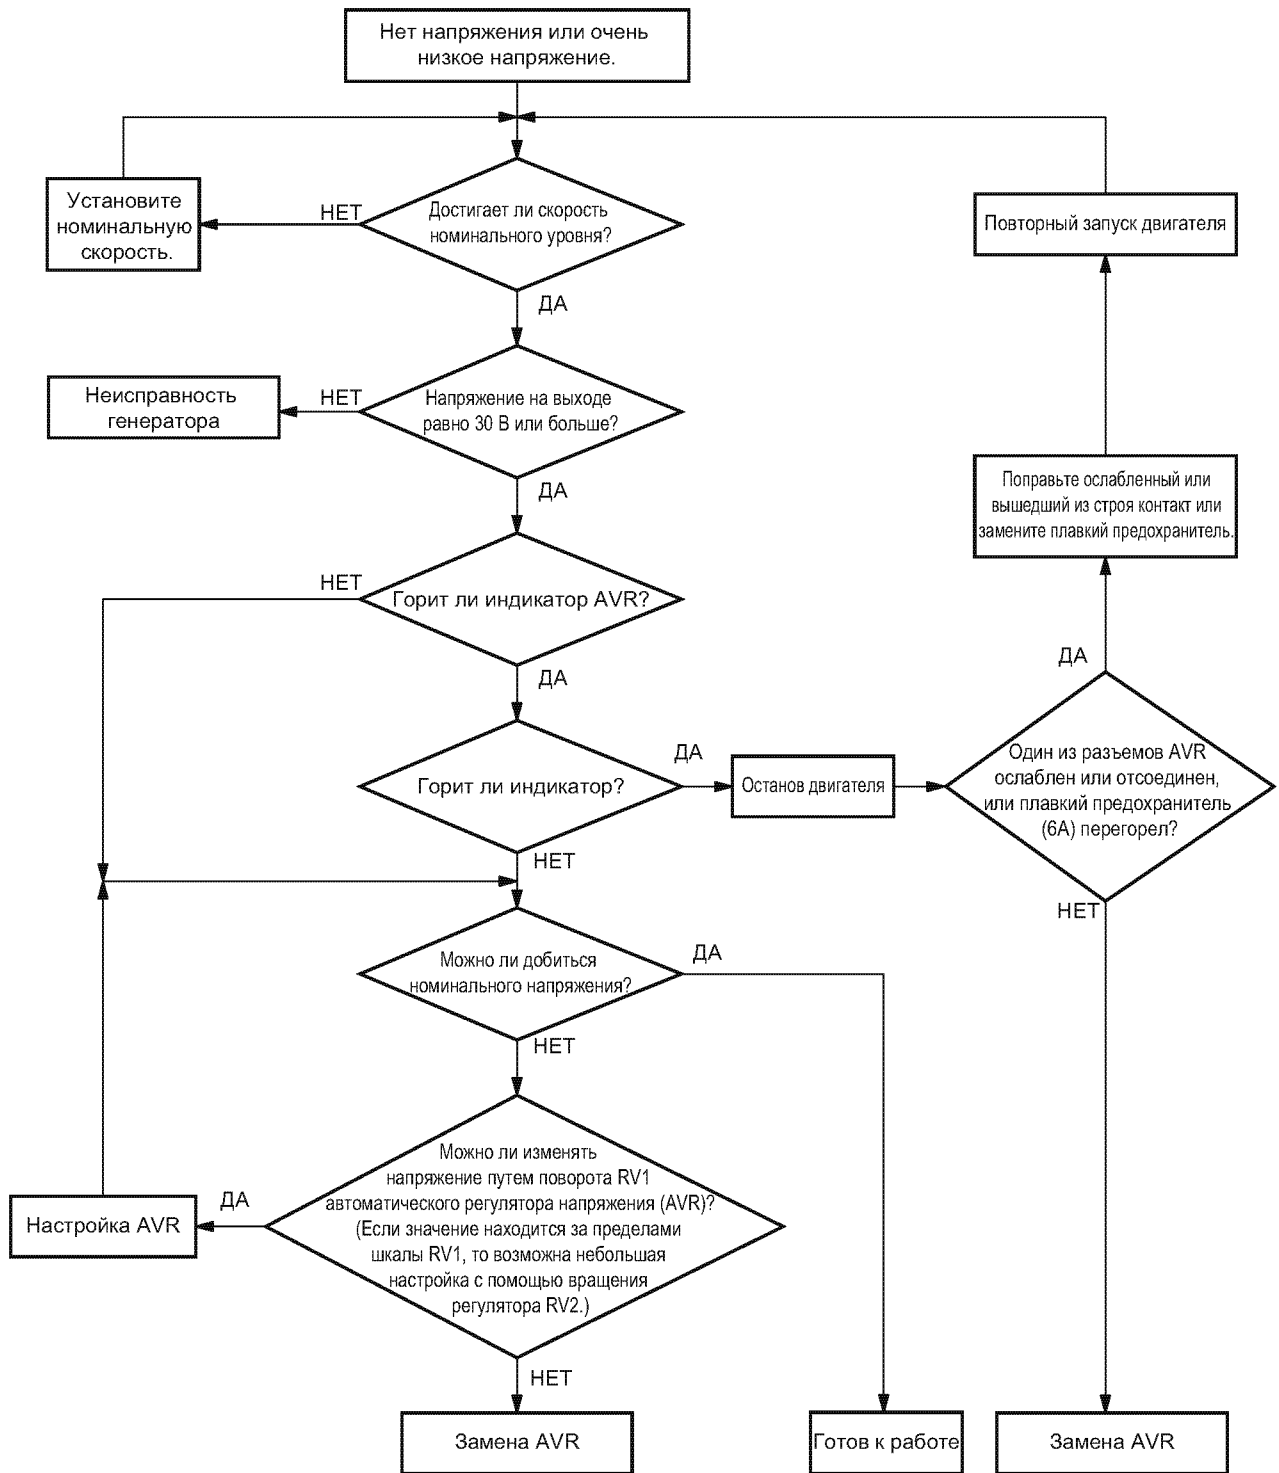 Нет напряжения или очень
низкое напряжение.
Установите
номинальную
скорость.
НЕТ
Достигает ли скорость
номинального уровня?
Повторный запуск двигателя
ДА
Неисправность
генератора
НЕТ
Напряжение на выходе
равно 30 В или больше?
ДА
Поправьте ослабленный или
вышедший из строя контакт или
замените плавкий предохранитель.
НЕТ
Горит ли индикатор AVR?
ДА
ДА
Горит ли индикатор?
ДА
Останов двигателя
Один из разъемов AVR
ослаблен или отсоединен,
или плавкий предохранитель
(6А) перегорел?
НЕТ
НЕТ
Можно ли добиться
номинального напряжения?
ДА
НЕТ
Можно ли изменять
напряжение путем поворота RV1
автоматического регулятора напряжения (AVR)?
(Если значение находится за пределами
шкалы RV1, то возможна небольшая
настройка с помощью вращения
регулятора RV2.)
ДА
Настройка AVR
НЕТ
Замена AVR
Готов к работе
Замена AVR